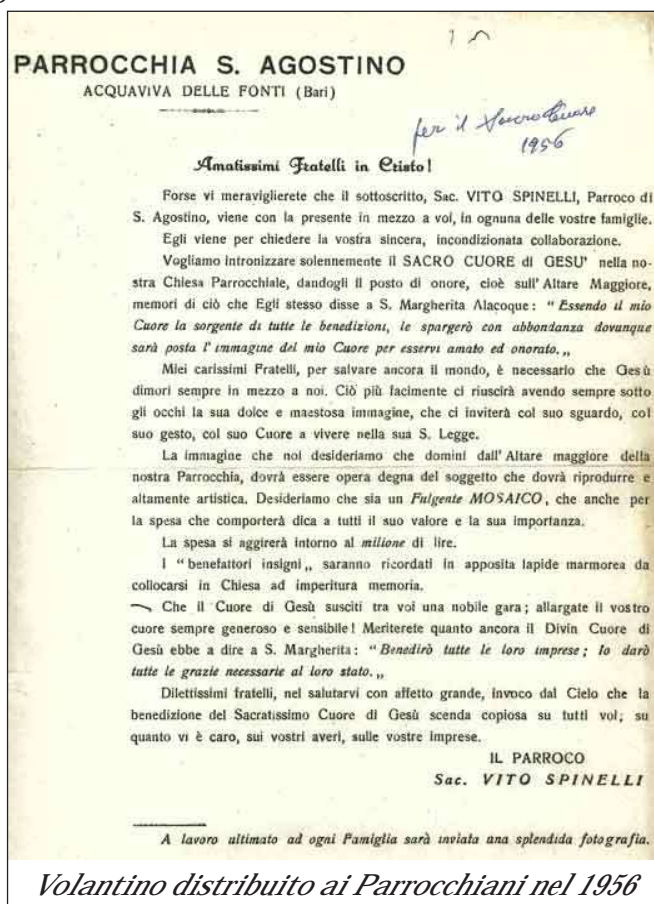 PARROCCHIA S. AGOSTINO
ACQUAVIVA DELLE FONTI (Bari)
per il Sacro Cuore
1956
Amatissimi Fratelli in Cristo!
Forse vi meraviglierete che il sottoscritto, Sac. VITO SPINELLI, Parroco di
S. Agostino, viene con la presente in mezzo a voi, in ognuna delle vostre famiglie.
Egli viene per chiedere la vostra sincera, incondizionata collaborazione.
Vogliamo intronizzare solennemente il SACRO CUORE di GESU' nella no-
stra Chiesa Parrocchiale, dandogli il posto di onore, cioè sull' Altare Maggiore,
memori di ciò che Egli stesso disse a S. Margherita Alacoque: " Essendo il mio
Cuore la sorgente di tutte le benedizioni, le spargerò con abbondanza dovunque
sarà posta l' immagine del mio Cuore per esservi amato ed onorato.„
Miei carissimi Fratelli, per salvare ancora il mondo, è necessario che Gesù
dimori sempre in mezzo a noi. Ciò più facimente ci riuscirà avendo sempre sotto
gli occhi la sua dolce e maestosa immagine, che ci inviterà col suo sguardo, col
suo gesto, col suo Cuore a vivere nella sua S. Legge.
La immagine che noi desideriamo che domini dall' Altare maggiore della
nostra Parrocchia, dovrà essere opera degna del soggetto che dovrà riprodurre e
altamente artistica. Desideriamo che sia un Fulgente MOSAICO, che anche per
la spesa che comporterà dica a tutti il suo valore e la sua importanza.
La spesa si aggirerà intorno al milione di lire.
I " benefattori insigni„ saranno ricordati in apposita lapide marmorea da
collocarsi in Chiesa ad imperitura memoria.
Che il Cuore di Gesù susciti tra voi una nobile gara; allargate il vostro
cuore sempre generoso e sensibile! Meriterete quanto ancora il Divin Cuore di
Gesù ebbe a dire a S. Margherita: " Benedirò tutte le loro imprese; Io darò
tutte le grazie necessarie al loro stato.„
Dilettissimi fratelli, nel salutarvi con affetto grande, invoco dal Cielo che la
benedizione del Sacratissimo Cuore di Gesù scenda copiosa su tutti voi; su
quanto vi è caro, sui vostri averi, sulle vostre imprese.
IL PARROCO
Sac. VITO SPINELLI
A lavoro ultimato ad ogni Famiglia sarà inviata una splendida fotografia.
Volantino distribuito ai Parrocchiani nel 1956